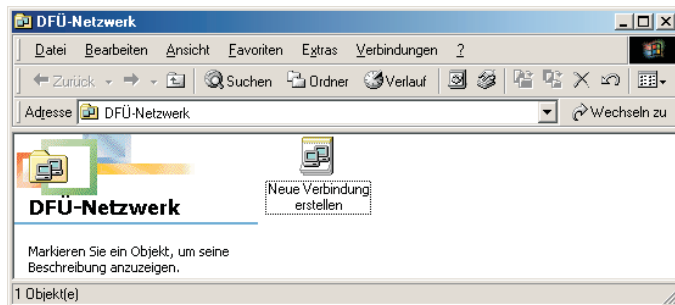 DFÜ-Netzwerk
Datei Bearbeiten Ansicht Favoriten Extras Verbindungen ?
Zurück Suchen Ordner Verlauf
Adresse DFÜ-Netzwerk Wechseln zu
DFÜ-Netzwerk
Neue Verbindung
erstellen
Markieren Sie ein Objekt, um seine
Beschreibung anzuzeigen.
1 Objekt(e)